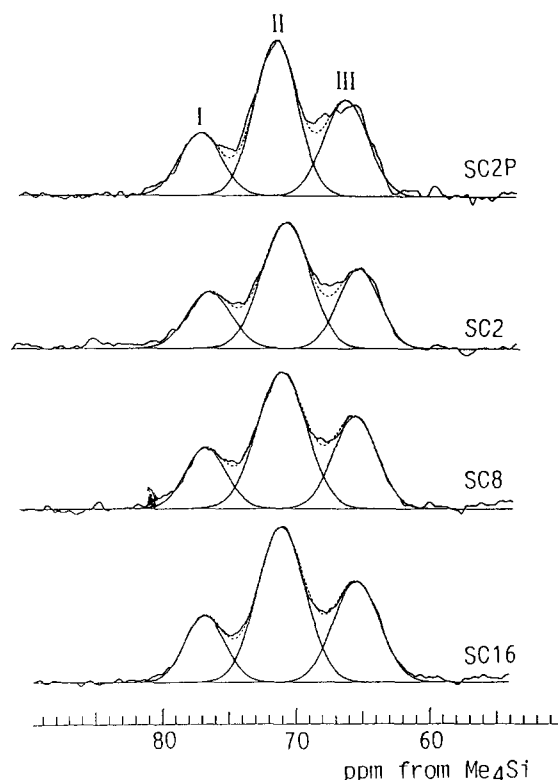 II
I
III
SC2P
SC2
SC8
SC16
80 70 60
ppm from Me₄Si